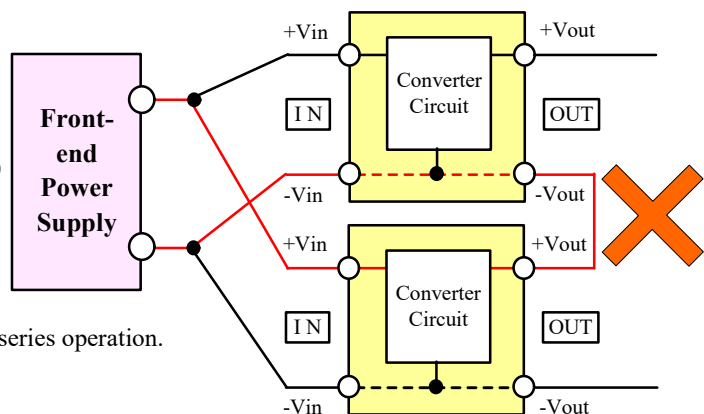 +Vin
+Vout
Converter
Circuit
I N
OUT
Front-
end
Power
Supply
-Vin
-Vout
+Vin
+Vout
Converter
Circuit
I N
OUT
series operation.
-Vin
-Vout